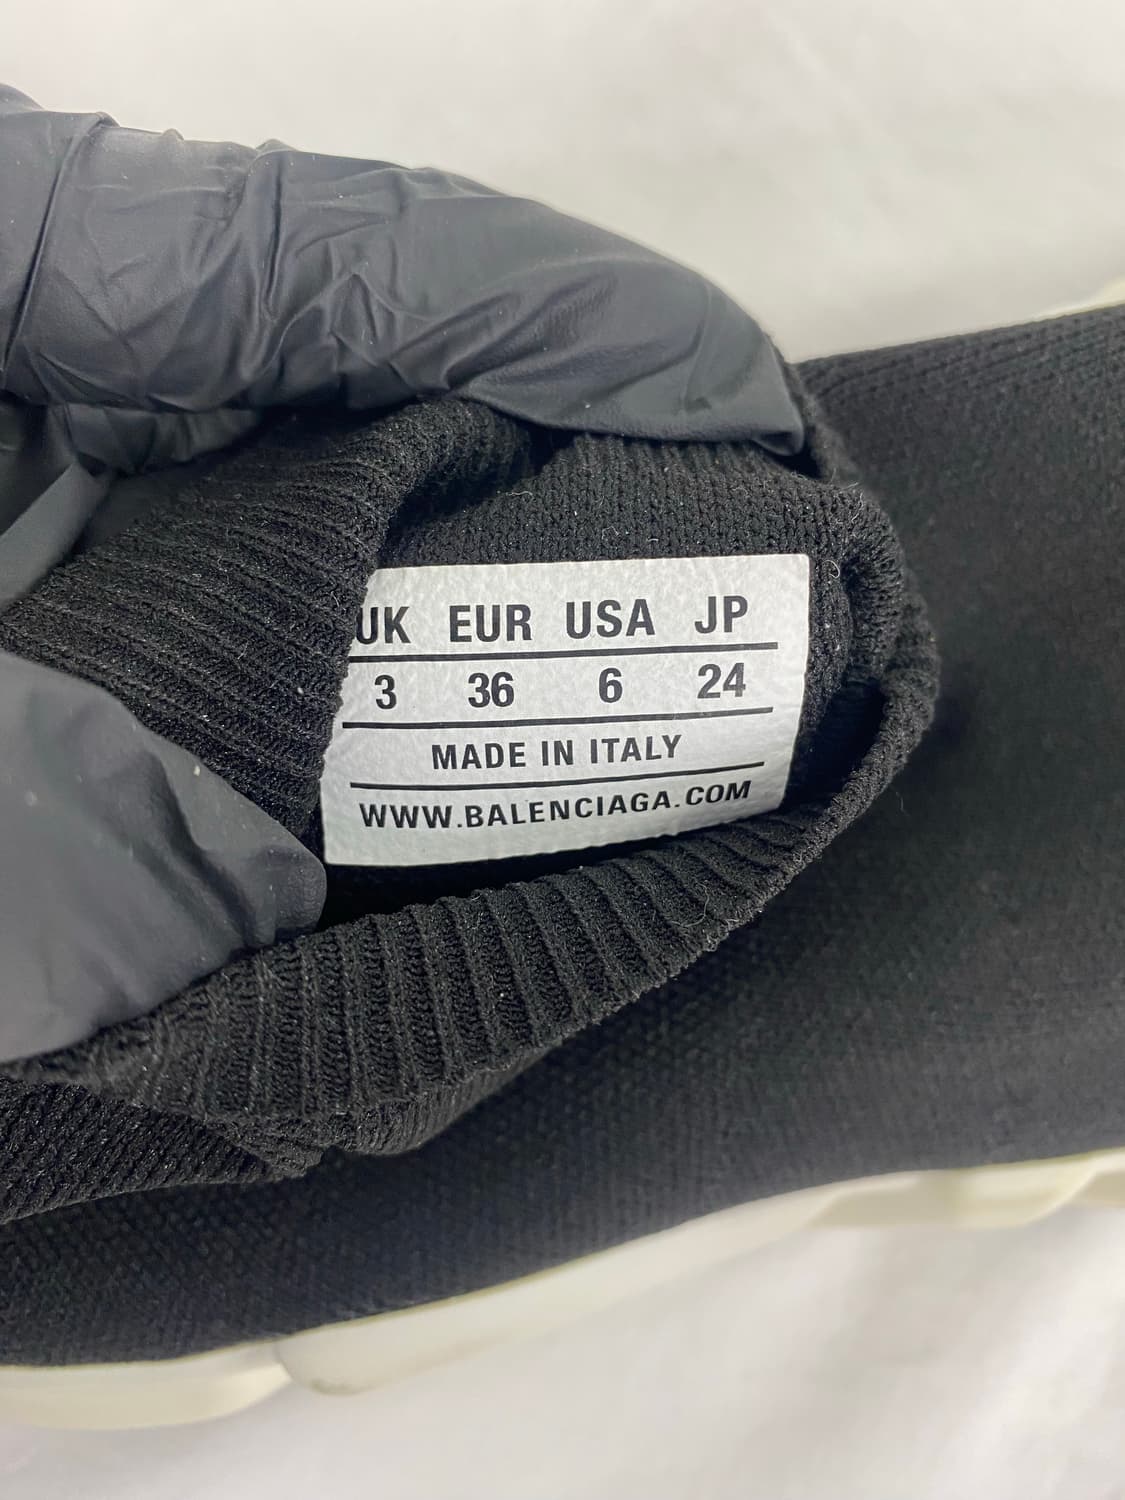 UK EUR USA JP
3 36 6 24
MADE IN ITALY
WWW.BALENCIAGA.COM